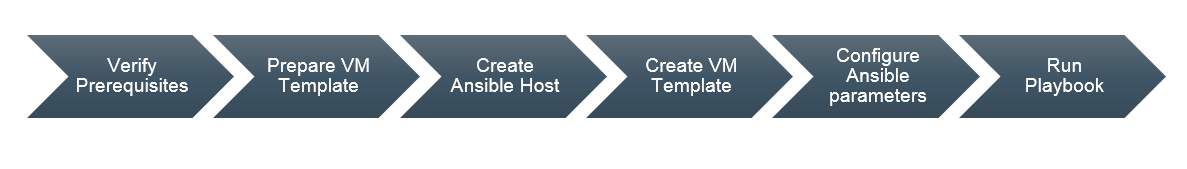 Verify
Prerequisites
Prepare VM
Template
Create
Ansible Host
Create VM
Template
Configure
Ansible
parameters
Run
Playbook